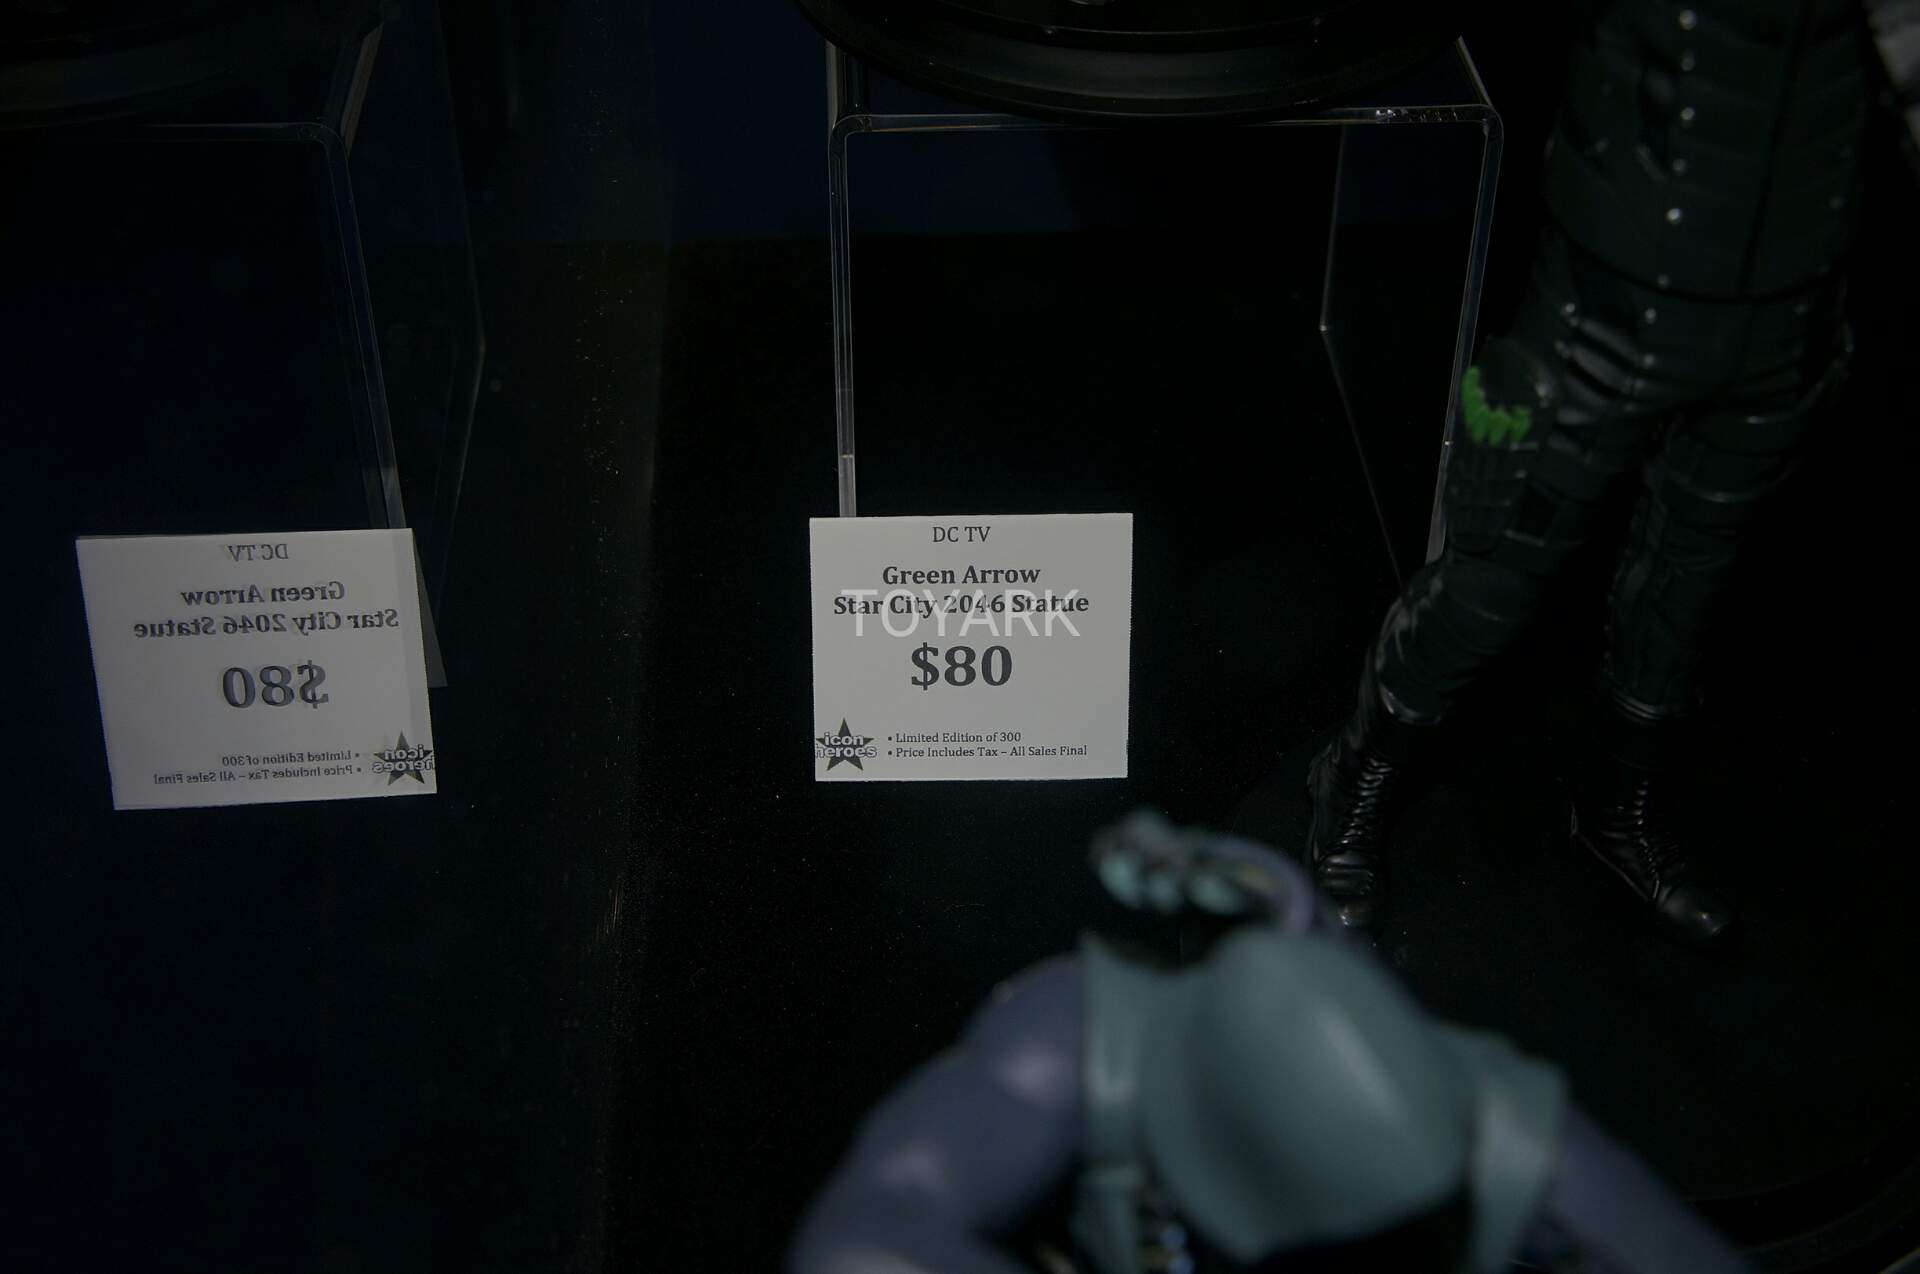 DC TV
Green Arrow
Star City 2046 Statue
TOYARK
$80
icon
heroes
• Limited Edition of 300
• Price Includes Tax – All Sales Final
DC TV
Green Arrow
Star City 2046 Statue
$80
icon
heroes
• Limited Edition of 300
• Price Includes Tax – All Sales Final